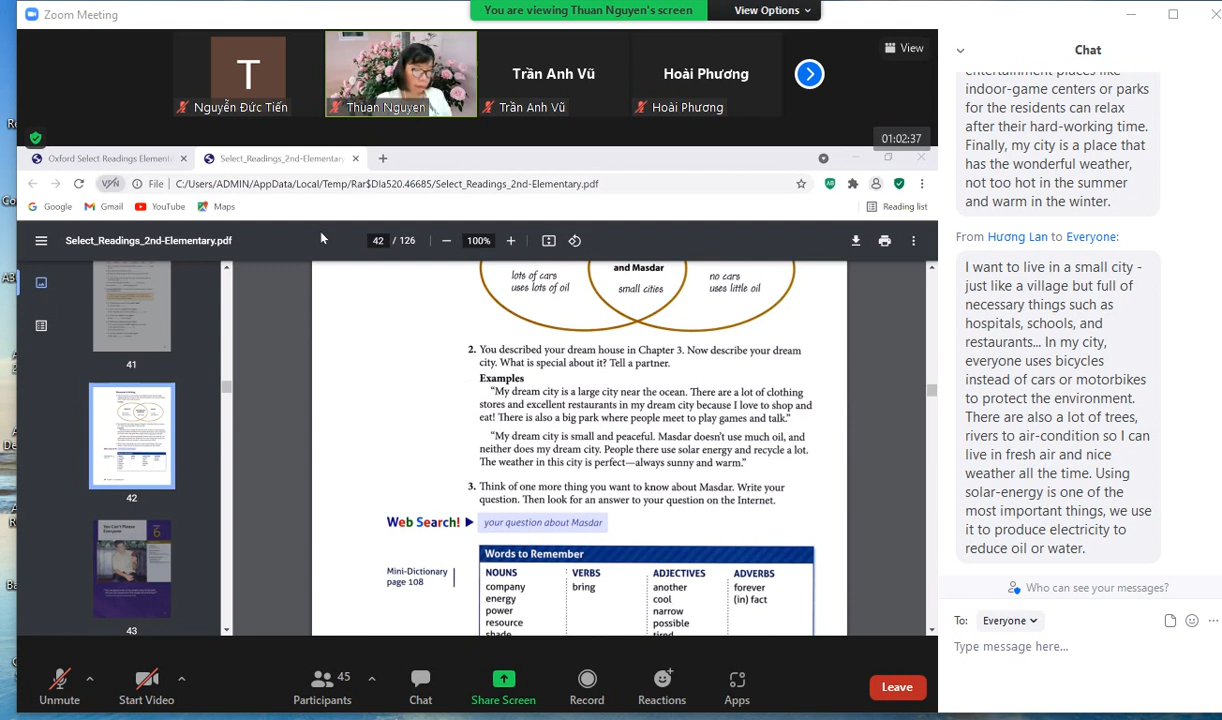 Zoom Meeting
You are viewing Thuan Nguyen's screen
View Options
T
Nguyễn Đức Tiến
Thuan Nguyen
Trần Anh Vũ
Trần Anh Vũ
Hoài Phương
Hoài Phương
View
01:02:37
Oxford Select Readings Element
Select_Readings_2nd-Elementary.
VPN
File
C:/Users/ADMIN/AppData/Local/Temp/Rar$DIa520.46685/Select_Readings_2nd-Elementary.pdf
Google
Gmail
YouTube
Maps
Reading list
Select_Readings_2nd-Elementary.pdf
42 / 126
100%
41
42
You Can't Please
Everyone
43
and Masdar
lots of cars
uses lots of oil
small cities
no cars
uses little oil
2. You described your dream house in Chapter 3. Now describe your dream
city. What is special about it? Tell a partner.
Examples
"My dream city is a large city near the ocean. There are a lot of clothing
stores and excellent restaurants in my dream city because I love to shop and
eat! There is also a big park where people meet to play games and talk."
"My dream city is small and peaceful. Masdar doesn't use much oil, and
neither does my dream city. People there use solar energy and recycle a lot.
The weather in this city is perfect—always sunny and warm."
3. Think of one more thing you want to know about Masdar. Write your
question. Then look for an answer to your question on the Internet.
Web Search!
your question about Masdar
Mini-Dictionary
page 108
Words to Remember
NOUNS VERBS ADJECTIVES ADVERBS
company bring another forever
energy cool (in) fact
power narrow
resource possible
shade tired
Chat
entertainment places like
indoor-game centers or parks
for the residents can relax
after their hard-working time.
Finally, my city is a place that
has the wonderful weather,
not too hot in the summer
and warm in the winter.
From Hương Lan to Everyone:
I want to live in a small city -
just like a village but full of
necessary things such as
hospitals, schools, and
restaurants... In my city,
everyone uses bicycles
instead of cars or motorbikes
to protect the environment.
There are also a lot of trees,
rivers to air-condition so I can
live in fresh air and nice
weather all the time. Using
solar-energy is one of the
most important things, we use
it to produce electricity to
reduce oil or water.
Who can see your messages?
To: Everyone
Type message here...
Unmute
Start Video
45
Participants
Chat
Share Screen
Record
Reactions
Apps
Leave